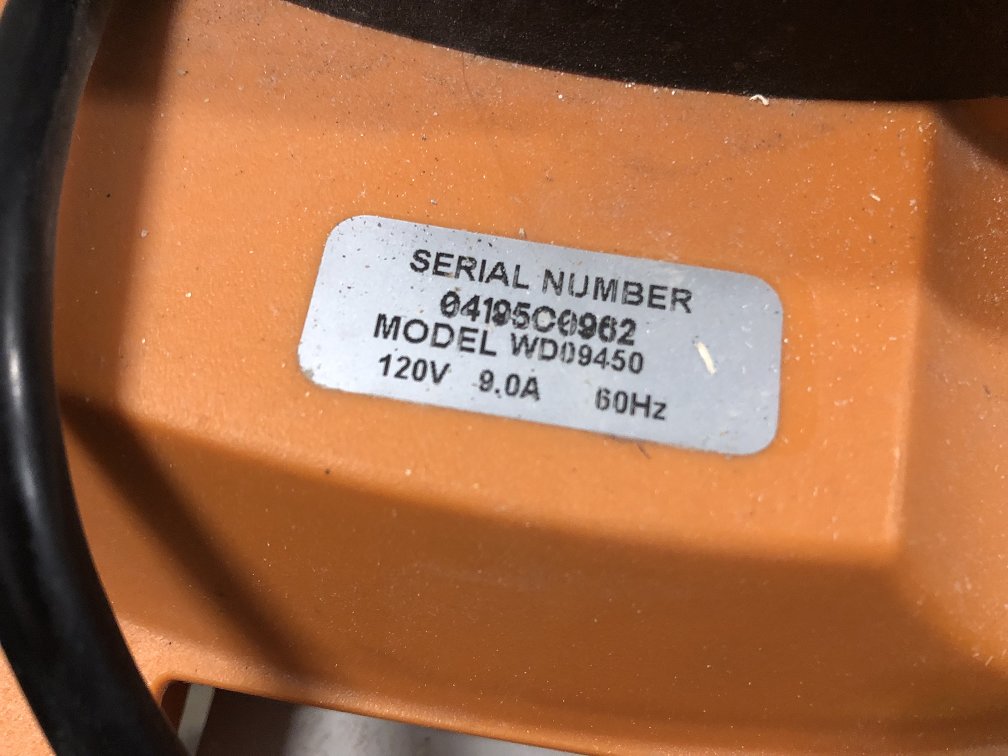 SERIAL NUMBER
04195C0962
MODEL WD09450
120V 9.0A 60Hz